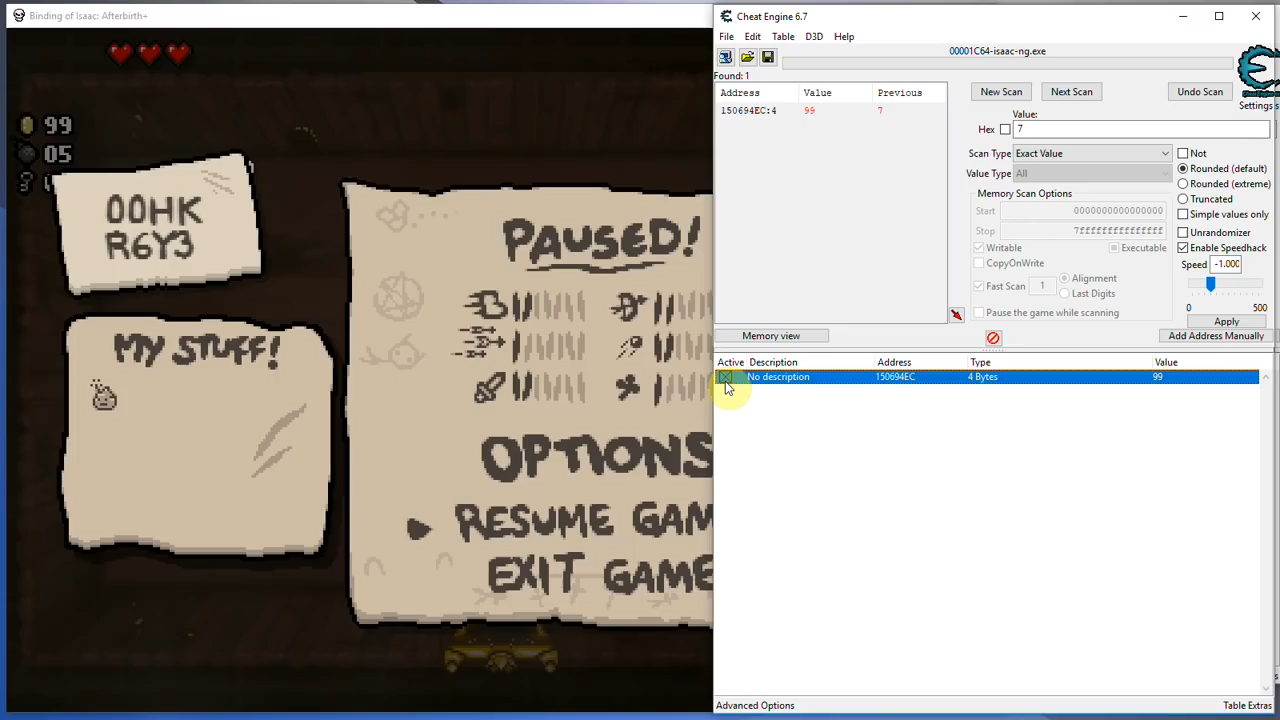 Binding of Isaac: Afterbirth+
99
05
00HK
R6Y3
MY STUFF!
PAUSED!
OPTIONS
RESUME GAM
EXIT GAME
Cheat Engine 6.7
File Edit Table D3D Help
00001C64-isaac-ng.exe
Found: 1
Address Value Previous
150694EC:4 99 7
New Scan Next Scan Undo Scan
Settings
Value:
Hex 7
Scan Type Exact Value
Value Type All
Not
Rounded (default)
Rounded (extreme)
Truncated
Simple values only
Unrandomizer
Enable Speedhack
Memory Scan Options
Start 0000000000000000
Stop 7fffffffffffffff
Writable Executable
CopyOnWrite
Fast Scan 1 Alignment
Last Digits
Pause the game while scanning
Speed -1.000
0 500
Apply
Memory view
Add Address Manually
Active Description Address Type Value
No description 150694EC 4 Bytes 99
Advanced Options
Table Extras